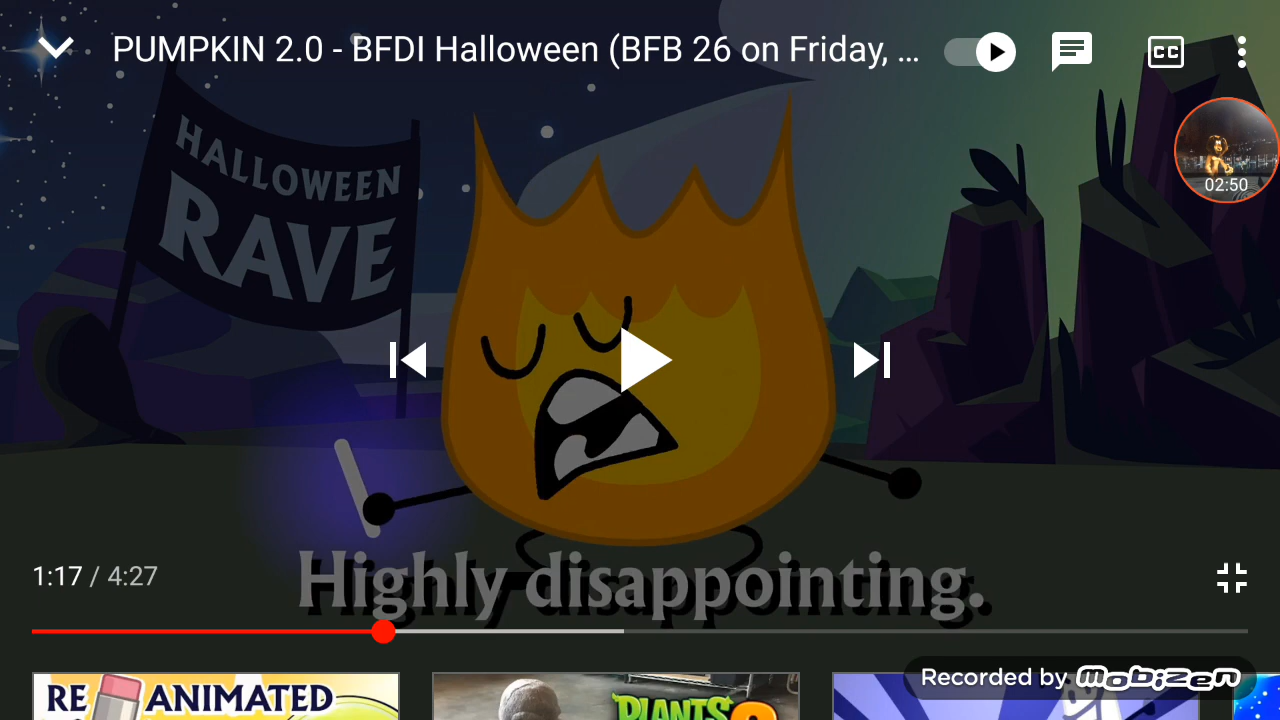 PUMPKIN 2.0 - BFDI Halloween (BFB 26 on Friday, ...
CC
HALLOWEEN
RAVE
02:50
Highly disappointing.
1:17 / 4:27
Recorded by mobizen
RE ANIMATED
PLANTS